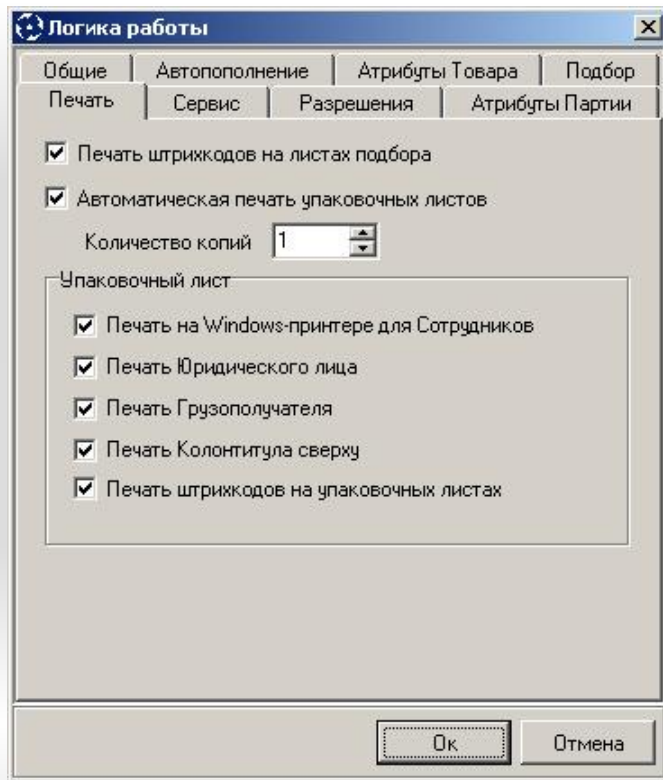 Логика работы
Общие
Автопополнение
Атрибуты Товара
Подбор
Печать
Сервис
Разрешения
Атрибуты Партии
Печать штрихкодов на листах подбора
Автоматическая печать упаковочных листов
Количество копий 1
Упаковочный лист
Печать на Windows-принтере для Сотрудников
Печать Юридического лица
Печать Грузополучателя
Печать Колонтитула сверху
Печать штрихкодов на упаковочных листах
Ок
Отмена